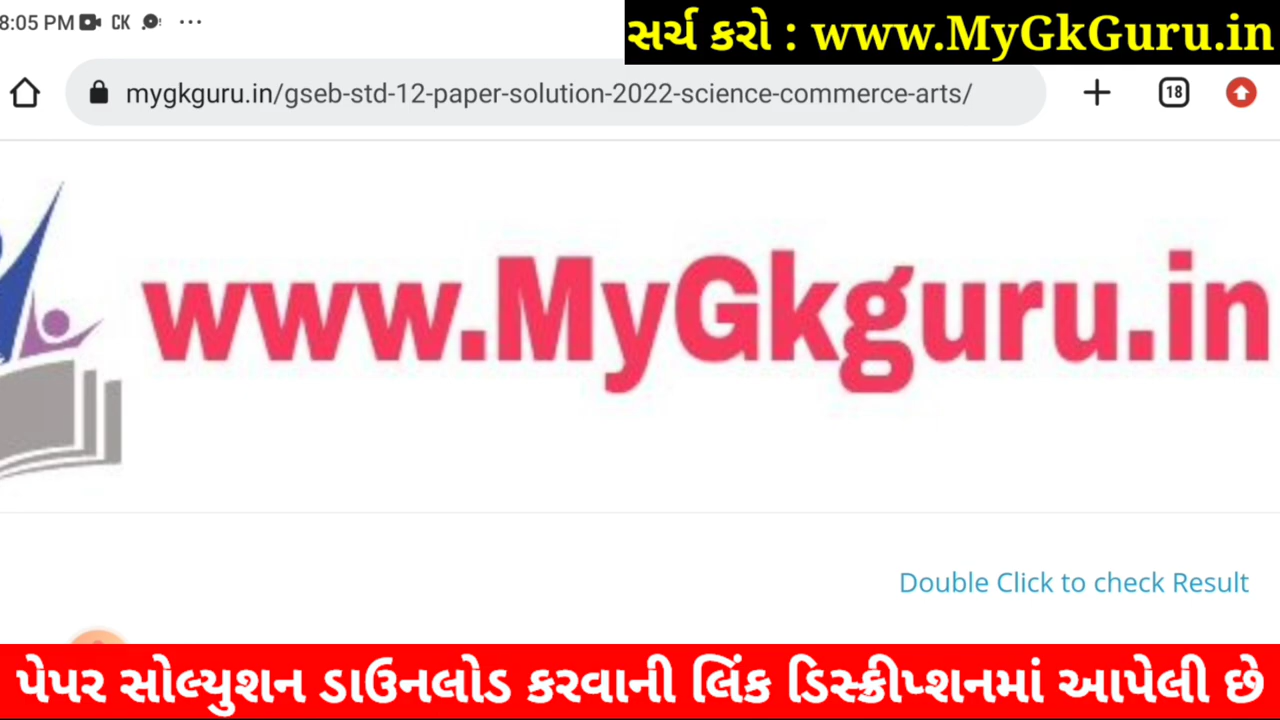 8:05 PM CK ...
સર્ચ કરો : www.MyGkGuru.in
mygkguru.in/gseb-std-12-paper-solution-2022-science-commerce-arts/
18
www.MyGkguru.in
Double Click to check Result
પેપર સોલ્યુશન ડાઉનલોડ કરવાની લિંક ડિસ્ક્રીપ્શનમાં આપેલી છે